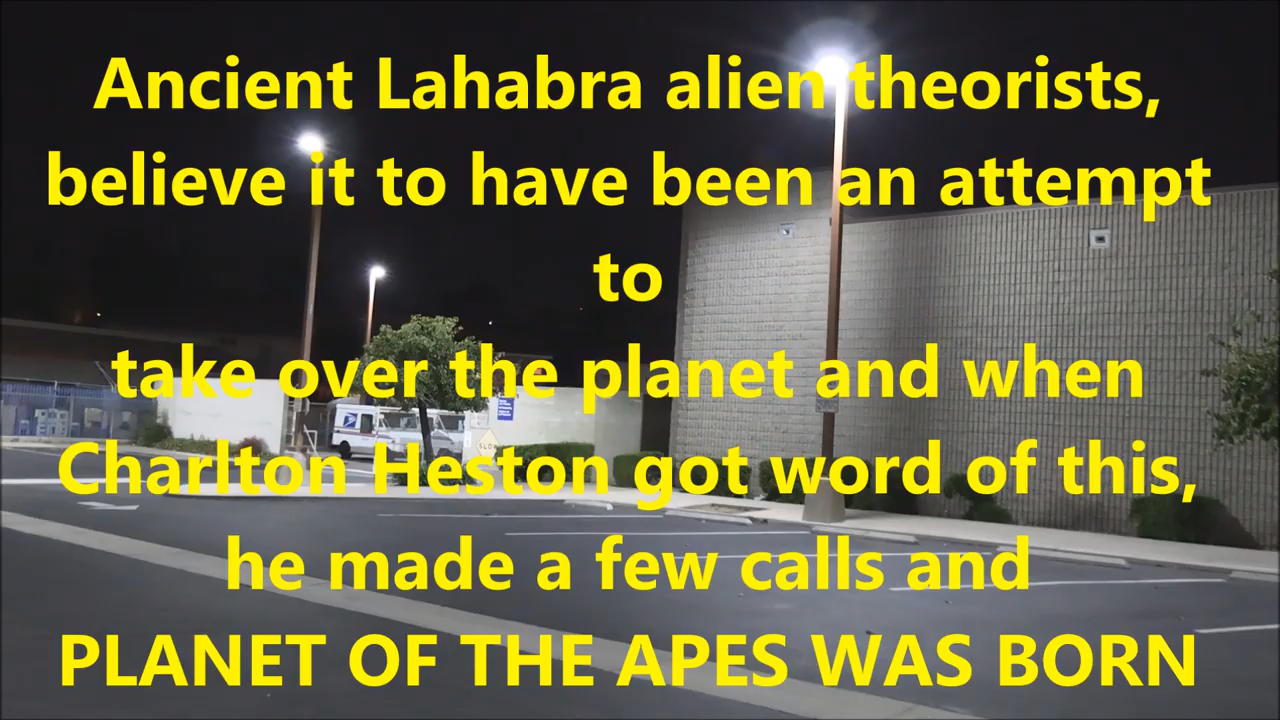 Ancient Lahabra alien theorists,
believe it to have been an attempt
to
take over the planet and when
Charlton Heston got word of this,
he made a few calls and
PLANET OF THE APES WAS BORN
SLOW